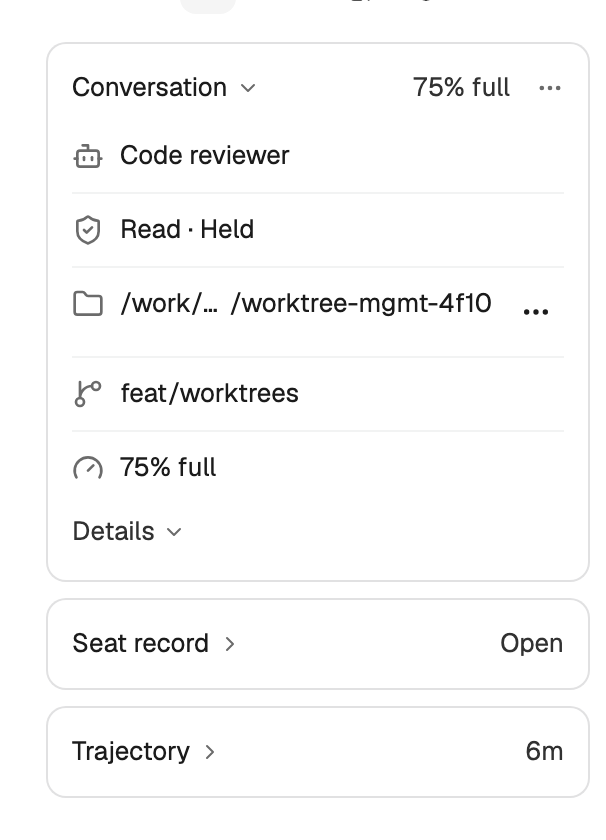 Conversation 75% full ...
Code reviewer
Read · Held
/work/... /worktree-mgmt-4f10 ...
feat/worktrees
75% full
Details
Seat record Open
Trajectory 6m